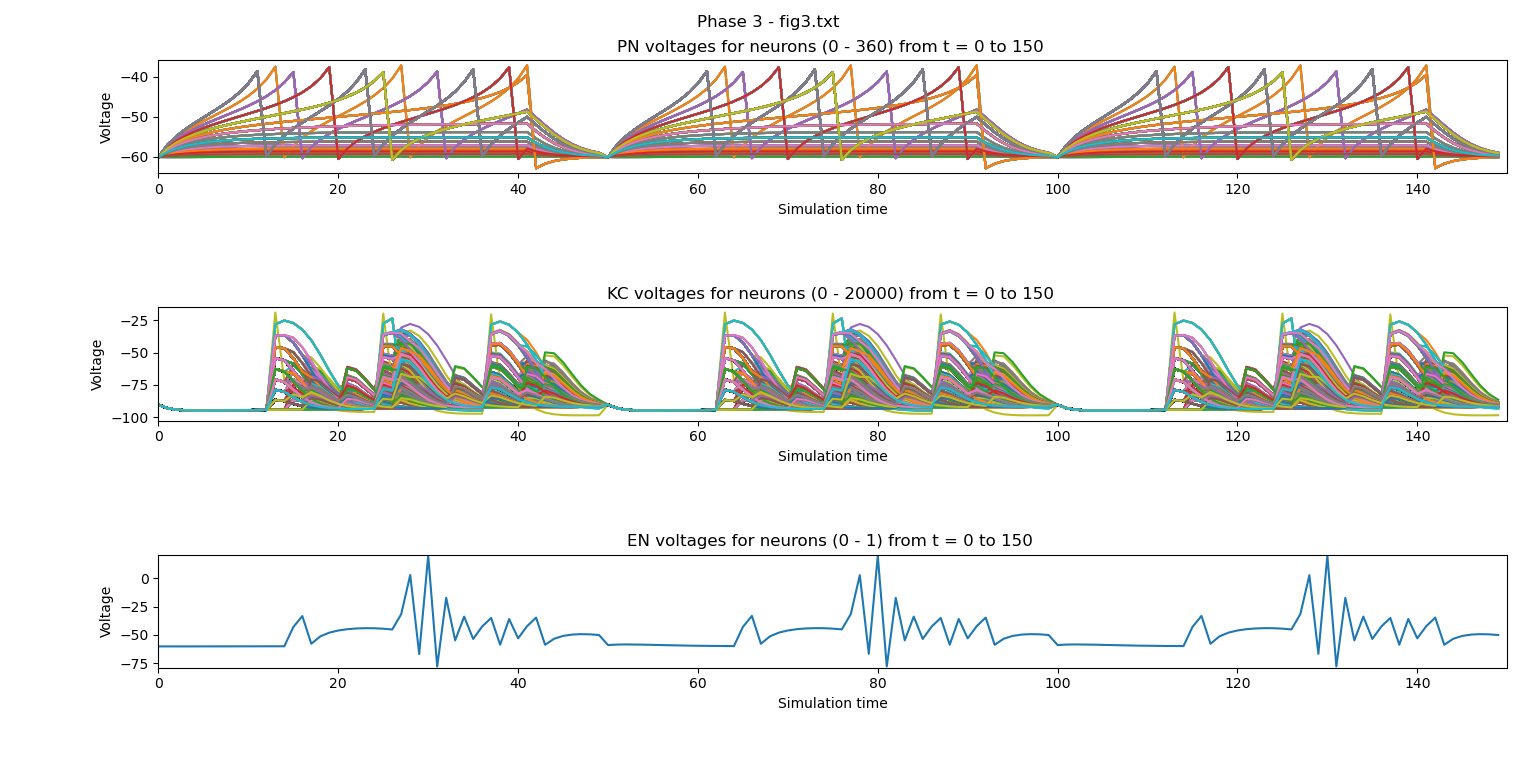 Phase 3 - fig3.txt
PN voltages for neurons (0 - 360) from t = 0 to 150
Voltage
−40
−50
−60
0 20 40 60 80 100 120 140
Simulation time
KC voltages for neurons (0 - 20000) from t = 0 to 150
Voltage
−25
−50
−75
−100
0 20 40 60 80 100 120 140
Simulation time
EN voltages for neurons (0 - 1) from t = 0 to 150
Voltage
0
−25
−50
−75
0 20 40 60 80 100 120 140
Simulation time